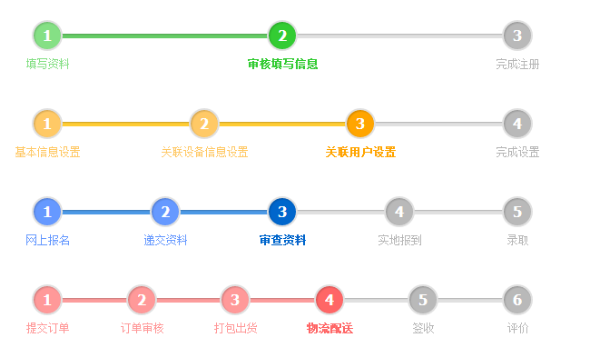 1 2 3
填写资料 审核填写信息 完成注册
1 2 3 4
基本信息设置 关联设备信息设置 关联用户设置 完成设置
1 2 3 4 5
网上报名 递交资料 审查资料 实地报到 录取
1 2 3 4 5 6
提交订单 订单审核 打包出货 物流配送 签收 评价